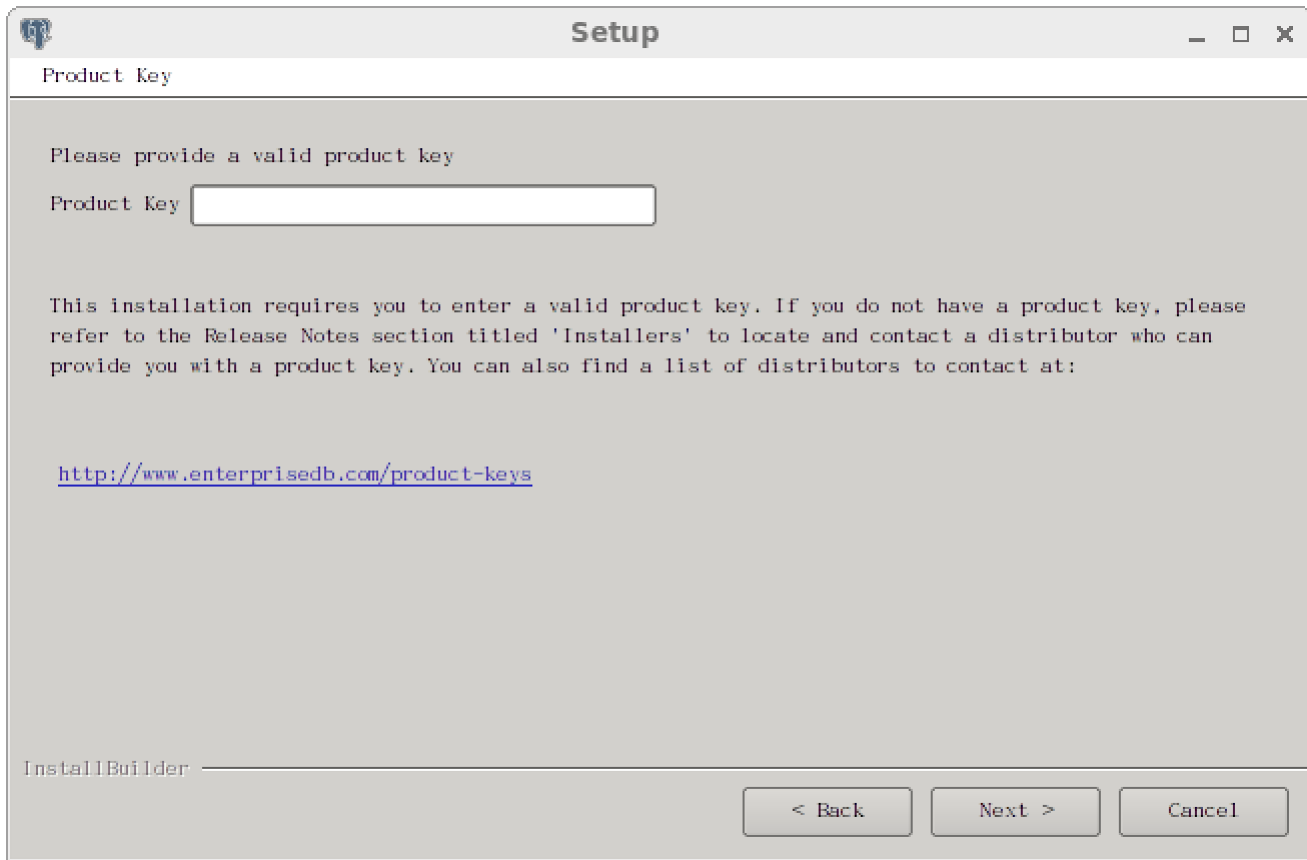 Setup
Product Key
Please provide a valid product key
Product Key
This installation requires you to enter a valid product key. If you do not have a product key, please
refer to the Release Notes section titled 'Installers' to locate and contact a distributor who can
provide you with a product key. You can also find a list of distributors to contact at:
http://www.enterprisedb.com/product-keys
InstallBuilder
< Back Next > Cancel